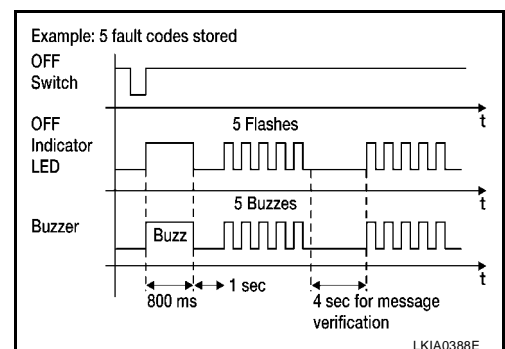 Example: 5 fault codes stored
OFF
Switch
t
OFF
Indicator
LED
5 Flashes
t
5 Buzzes
Buzzer
Buzz
t
800 ms
1 sec
4 sec for message
verification
LKIA0388E